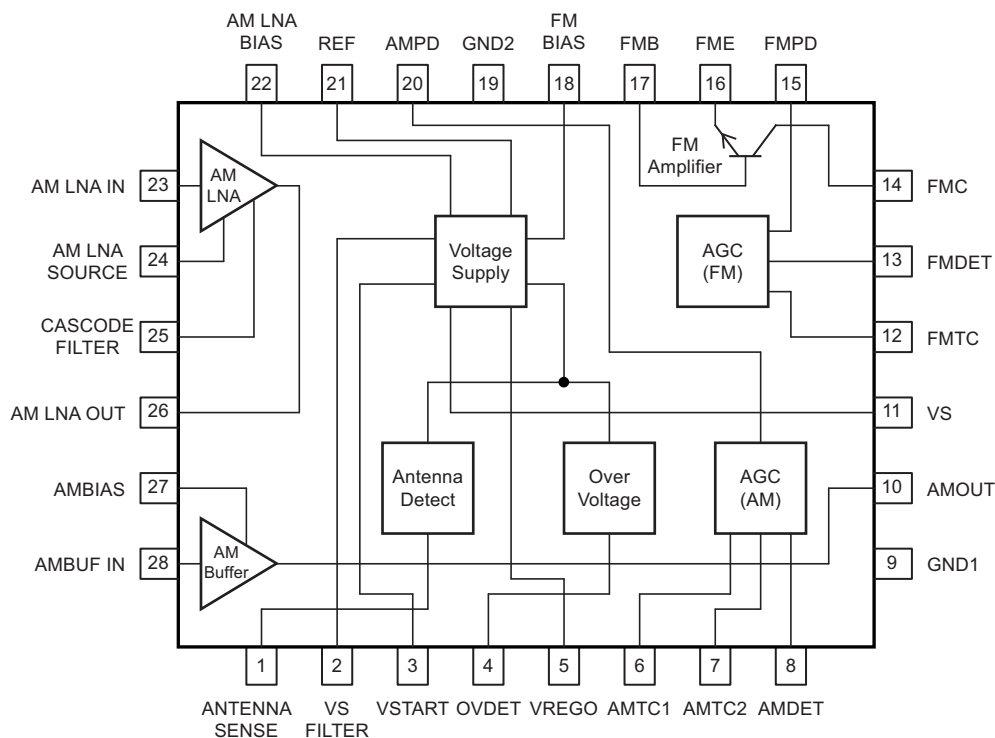 AM LNA
BIAS
REF
AMPD
GND2
FM
BIAS
FMB
FME
FMPD
22
21
20
19
18
17
16
15
FM
Amplifier
AM
LNA
AM LNA IN
23
14
FMC
AM LNA
SOURCE
24
Voltage
Supply
AGC
(FM)
13
FMDET
CASCODE
FILTER
25
12
FMTC
AM LNA OUT
26
11
VS
AMBIAS
27
Antenna
Detect
Over
Voltage
AGC
(AM)
10
AMOUT
AMBUF IN
28
AM
Buffer
9
GND1
1
2
3
4
5
6
7
8
ANTENNA
SENSE
VS
FILTER
VSTART
OVDET
VREGO
AMTC1
AMTC2
AMDET